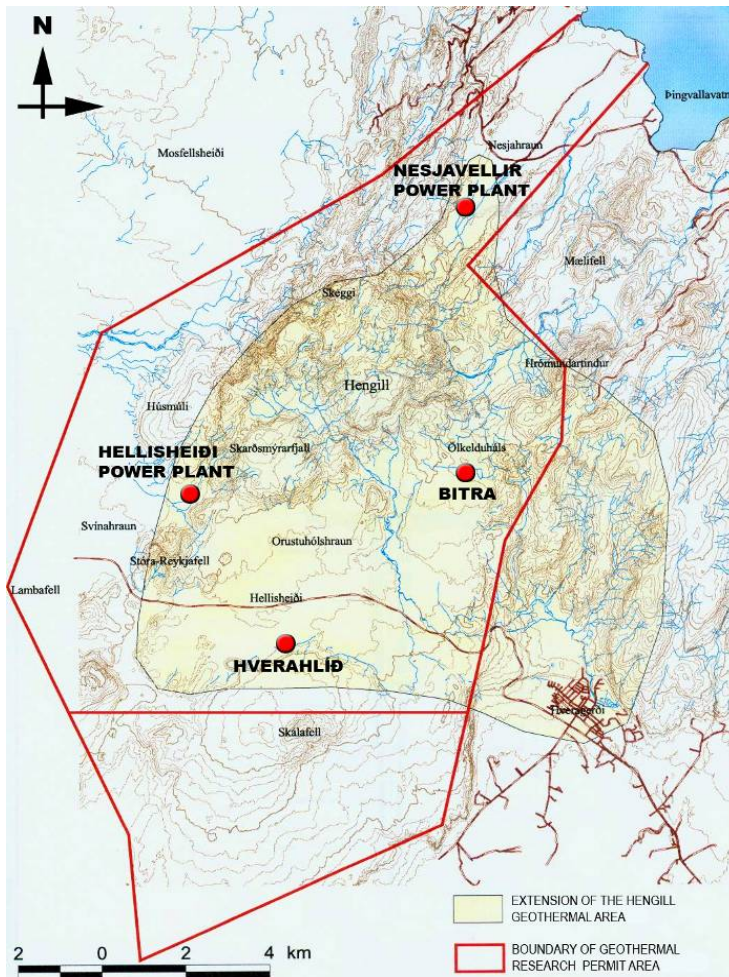 N
Þingvallavatn
Mosfellsheiði
Nesjahraun
NESJAVELLIR
POWER PLANT
Mælifell
Skeggi
Hrómundartindur
Hengill
Húsmúli
HELLISHEIÐI
POWER PLANT
Skarðsmýrarfjall
Ölkelduháls
BITRA
Svínahraun
Orustuhólshraun
Stóra-Reykjafell
Lambafell
Hellisheiði
HVERAHLÍÐ
Hveragerði
Skálafell
EXTENSION OF THE HENGILL
GEOTHERMAL AREA
BOUNDARY OF GEOTHERMAL
RESEARCH PERMIT AREA
2 0 2 4 km